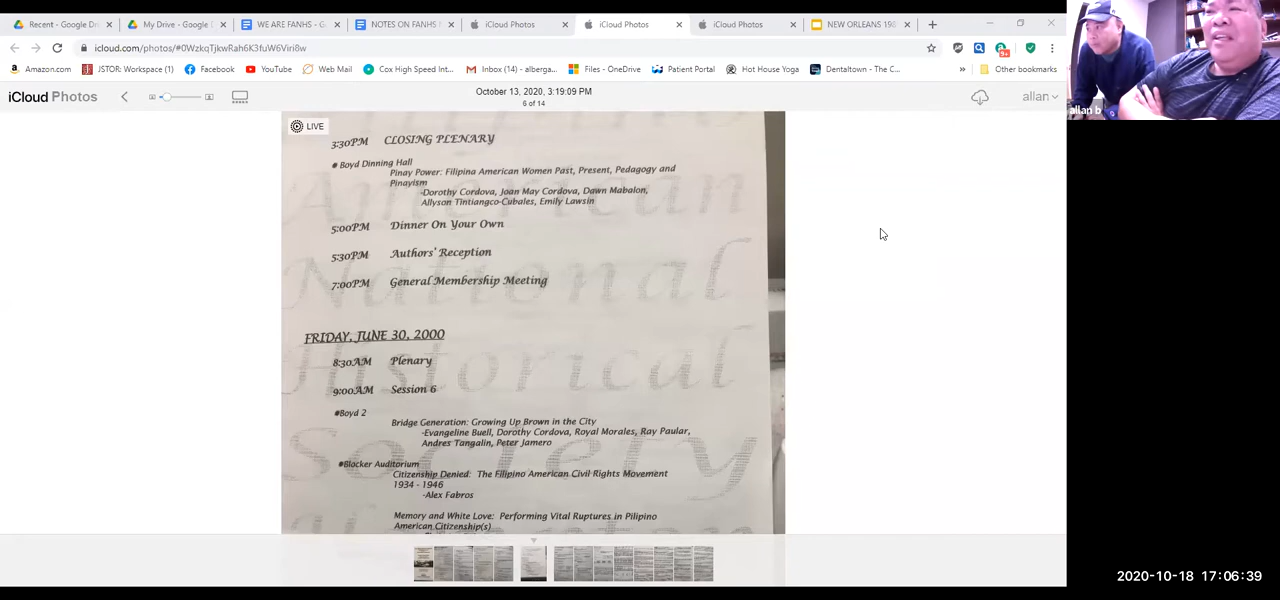 Recent - Google Dr
My Drive - Google D
WE ARE FANHS - G
NOTES ON FANHS N
iCloud Photos
iCloud Photos
iCloud Photos
NEW ORLEANS 198
icloud.com/photos/#0WzkqTjkwRah6K3fuW6Viri8w
Amazon.com
JSTOR: Workspace (1)
Facebook
YouTube
Web Mail
Cox High Speed Int...
Inbox (14) - alberga...
Files - OneDrive
Patient Portal
Hot House Yoga
Dentaltown - The C...
Other bookmarks
iCloud Photos
October 13, 2020, 3:19:09 PM
6 of 14
allan
allan b
LIVE
3:30PM CLOSING PLENARY
# Boyd Dinning Hall
Pinay Power: Filipina American Women Past, Present, Pedagogy and
Pinayism
-Dorothy Cordova, Joan May Cordova, Dawn Mabalon,
Allyson Tintiangco-Cubales, Emily Lawsin
5:00PM Dinner On Your Own
5:30PM Authors' Reception
7:00PM General Membership Meeting
FRIDAY, JUNE 30, 2000
8:30AM Plenary
9:00AM Session 6
#Boyd 2
Bridge Generation: Growing Up Brown in the City
-Evangeline Buell, Dorothy Cordova, Royal Morales, Ray Paular,
Andres Tangalin, Peter Jamero
#Blocker Auditorium
Citizenship Denied: The Filipino American Civil Rights Movement
1934 - 1946
-Alex Fabros
Memory and White Love: Performing Vital Ruptures in Pilipino
American Citizenship(s)
American
National
Historical
Society
2020-10-18 17:06:39